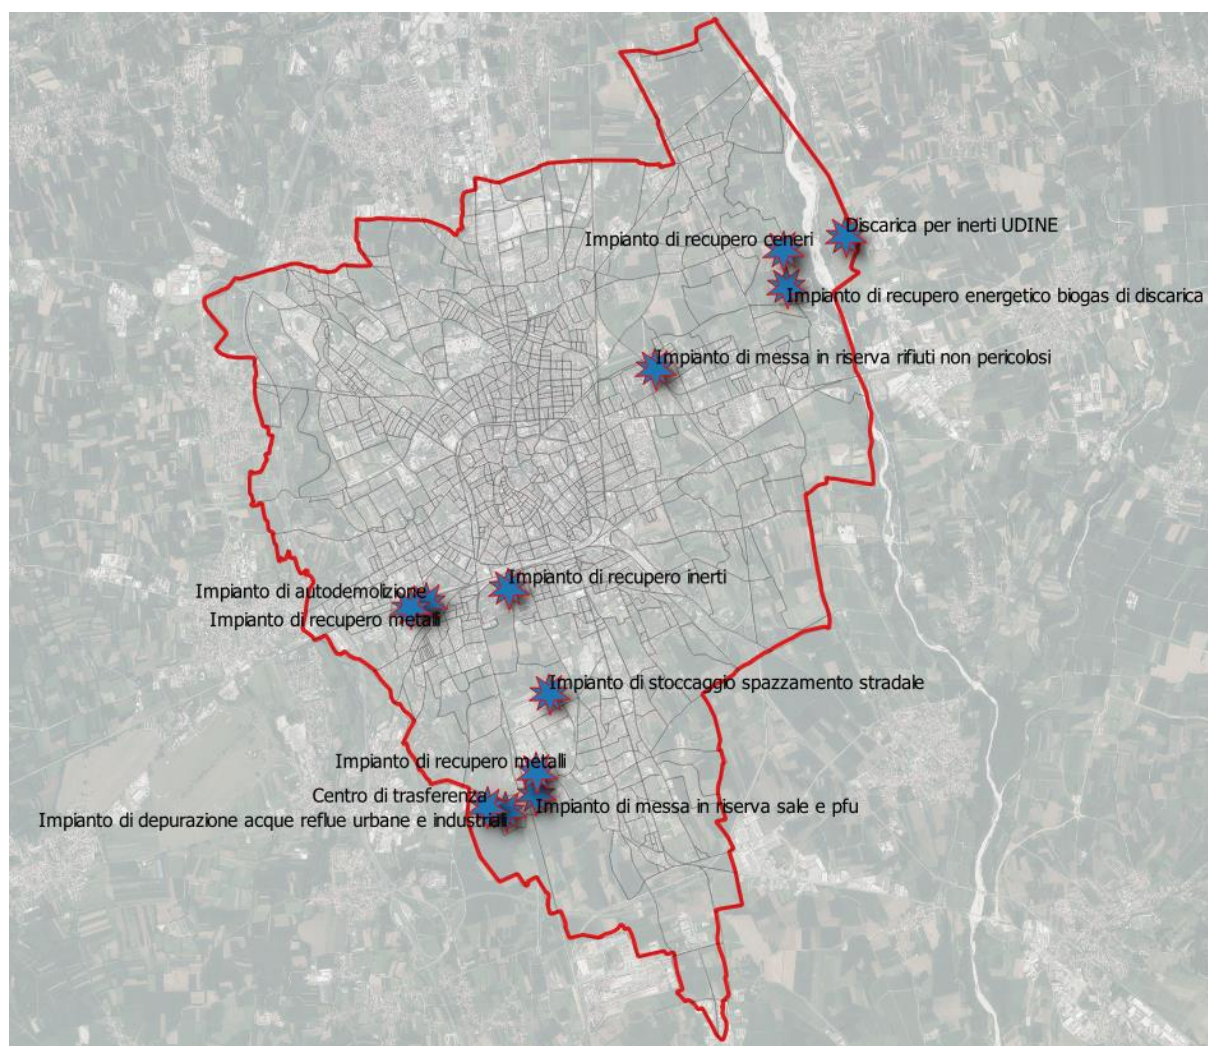 Discarica per inerti UDINE
Impianto di recupero ceneri
Impianto di recupero energetico biogas di discarica
Impianto di messa in riserva rifiuti non pericolosi
Impianto di recupero inerti
Impianto di autodemolizione
Impianto di recupero metalli
Impianto di stoccaggio spazzamento stradale
Impianto di recupero metalli
Centro di trasferenza
Impianto di messa in riserva sale e pfu
Impianto di depurazione acque reflue urbane e industriali